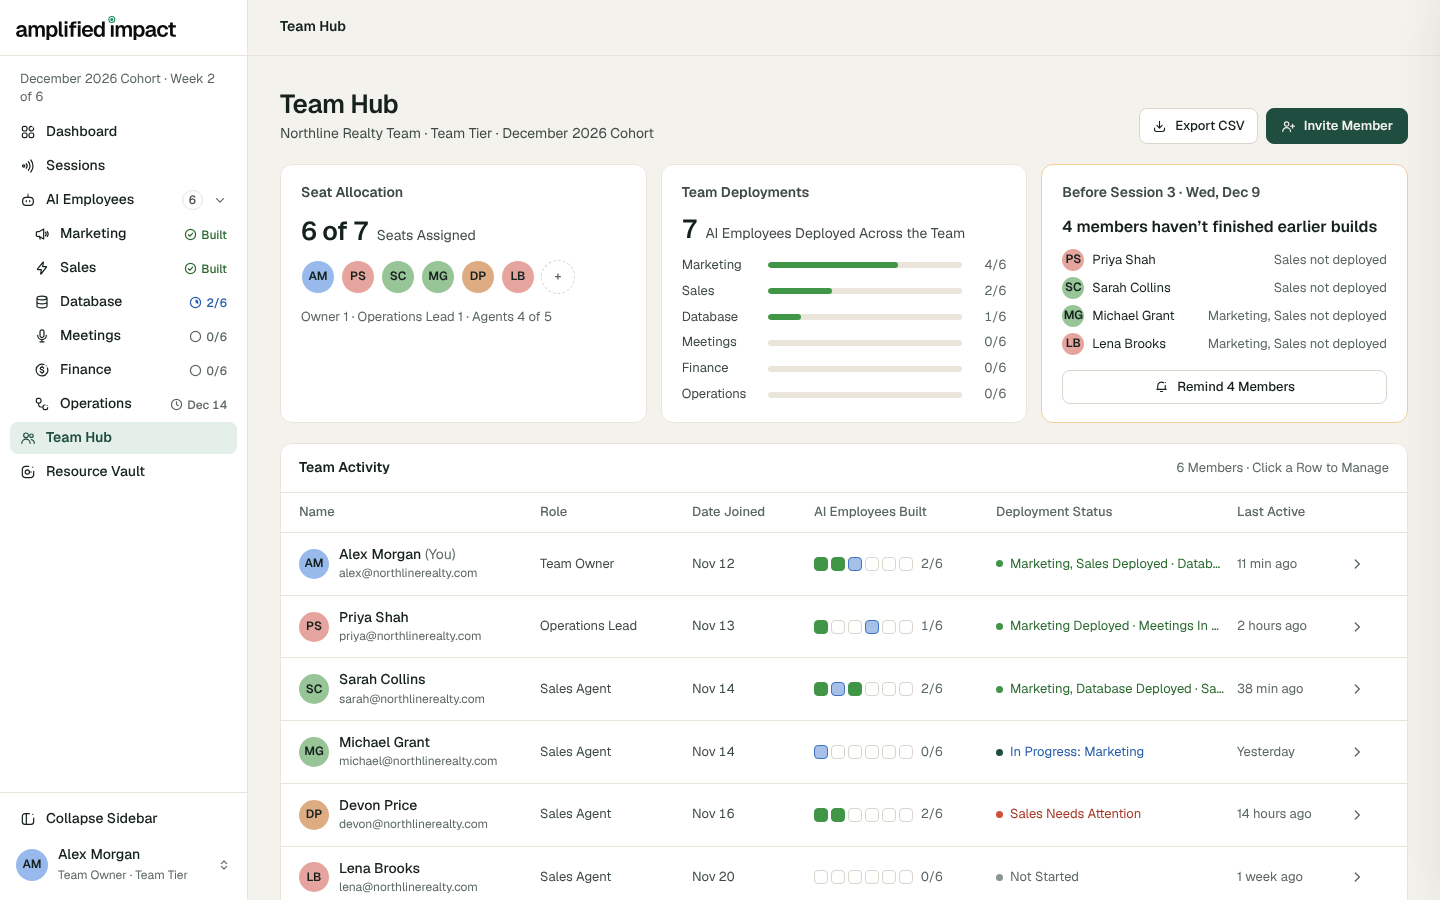 amplified impact
December 2026 Cohort · Week 2
of 6
Dashboard
Sessions
AI Employees 6
Marketing Built
Sales Built
Database 2/6
Meetings 0/6
Finance 0/6
Operations Dec 14
Team Hub
Resource Vault
Collapse Sidebar
AM Alex Morgan
Team Owner · Team Tier
Team Hub
Team Hub
Northline Realty Team · Team Tier · December 2026 Cohort
Export CSV
Invite Member
Seat Allocation
6 of 7 Seats Assigned
AM PS SC MG DP LB +
Owner 1 · Operations Lead 1 · Agents 4 of 5
Team Deployments
7 AI Employees Deployed Across the Team
Marketing 4/6
Sales 2/6
Database 1/6
Meetings 0/6
Finance 0/6
Operations 0/6
Before Session 3 · Wed, Dec 9
4 members haven’t finished earlier builds
PS Priya Shah Sales not deployed
SC Sarah Collins Sales not deployed
MG Michael Grant Marketing, Sales not deployed
LB Lena Brooks Marketing, Sales not deployed
Remind 4 Members
Team Activity
6 Members · Click a Row to Manage
Name Role Date Joined AI Employees Built Deployment Status Last Active
AM Alex Morgan (You) Team Owner Nov 12 2/6 Marketing, Sales Deployed · Datab... 11 min ago
alex@northlinerealty.com
PS Priya Shah Operations Lead Nov 13 1/6 Marketing Deployed · Meetings In ... 2 hours ago
priya@northlinerealty.com
SC Sarah Collins Sales Agent Nov 14 2/6 Marketing, Database Deployed · Sa... 38 min ago
sarah@northlinerealty.com
MG Michael Grant Sales Agent Nov 14 0/6 In Progress: Marketing Yesterday
michael@northlinerealty.com
DP Devon Price Sales Agent Nov 16 2/6 Sales Needs Attention 14 hours ago
devon@northlinerealty.com
LB Lena Brooks Sales Agent Nov 20 0/6 Not Started 1 week ago
lena@northlinerealty.com